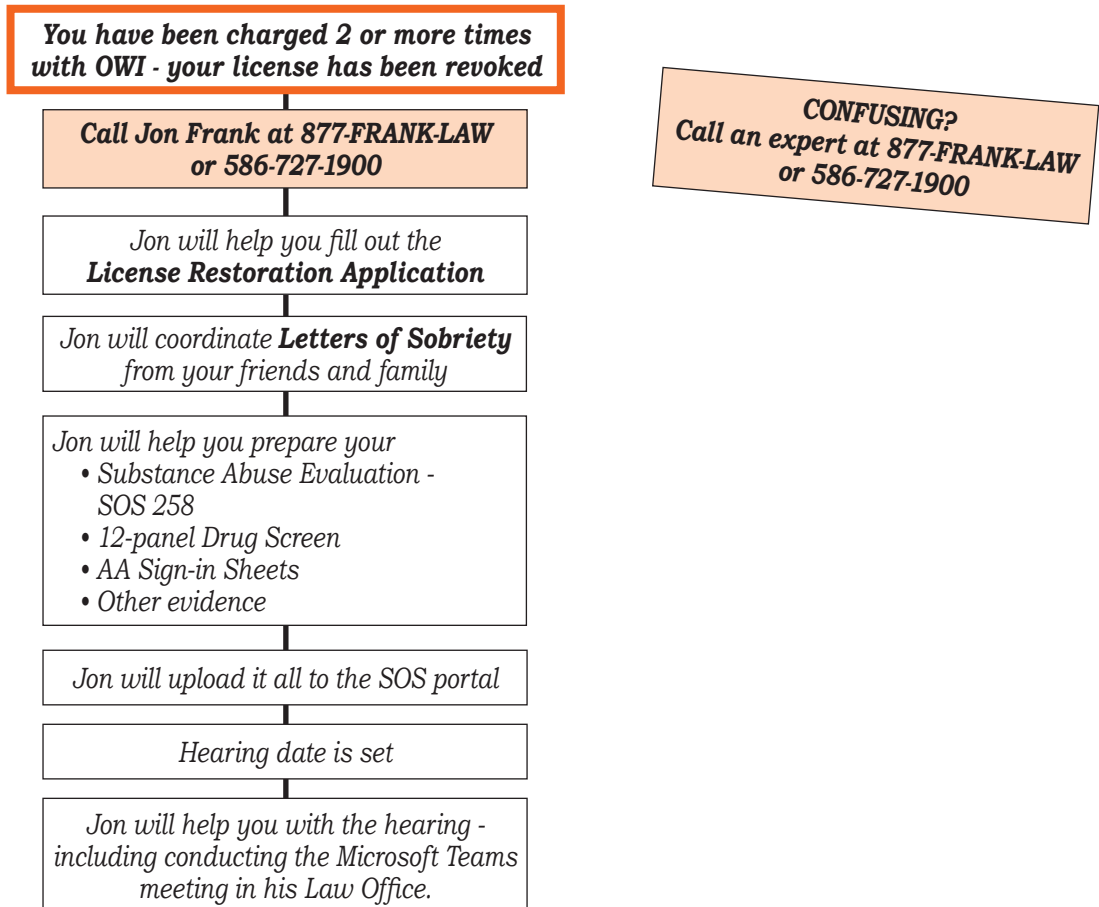 You have been charged 2 or more times
with OWI - your license has been revoked
Call Jon Frank at 877-FRANK-LAW
or 586-727-1900
CONFUSING?
Call an expert at 877-FRANK-LAW
or 586-727-1900
Jon will help you fill out the
License Restoration Application
Jon will coordinate Letters of Sobriety
from your friends and family
Jon will help you prepare your
• Substance Abuse Evaluation -
SOS 258
• 12-panel Drug Screen
• AA Sign-in Sheets
• Other evidence
Jon will upload it all to the SOS portal
Hearing date is set
Jon will help you with the hearing -
including conducting the Microsoft Teams
meeting in his Law Office.